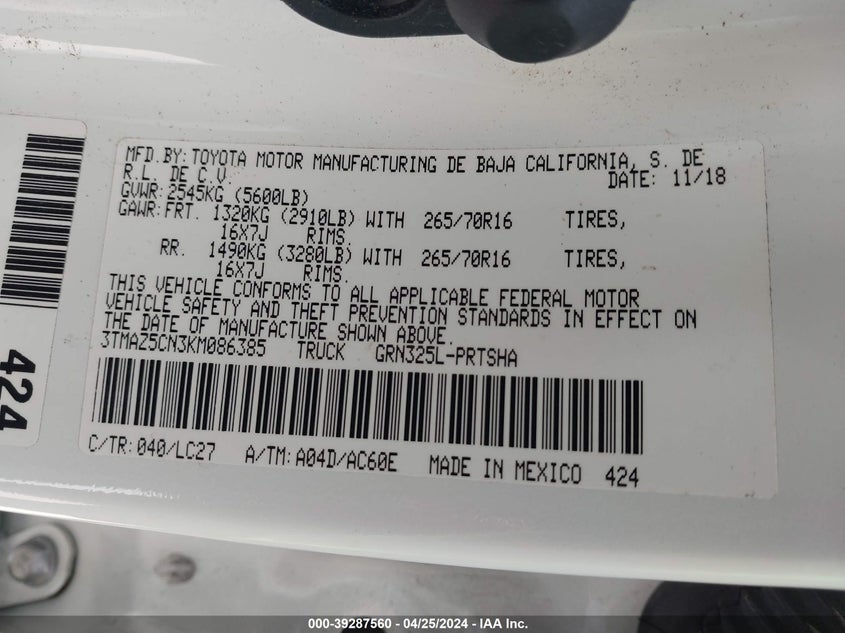 MFD.BY:TOYOTA MOTOR MANUFACTURING DE BAJA CALIFORNIA, S. DE
R.L. DE C.V. DATE: 11/18
GVWR:2545KG (5600LB)
GAWR:FRT. 1320KG (2910LB) WITH 265/70R16 TIRES,
16X7J RIMS.
RR. 1490KG (3280LB) WITH 265/70R16 TIRES,
16X7J RIMS.
THIS VEHICLE CONFORMS TO ALL APPLICABLE FEDERAL MOTOR
VEHICLE SAFETY AND THEFT PREVENTION STANDARDS IN EFFECT ON
THE DATE OF MANUFACTURE SHOWN ABOVE.
3TMAZ5CN3KM086385 TRUCK GRN325L-PRTSHA
C/TR:040/LC27 A/TM:A04D/AC60E MADE IN MEXICO 424
424
000-39287560 - 04/25/2024 - IAA Inc.